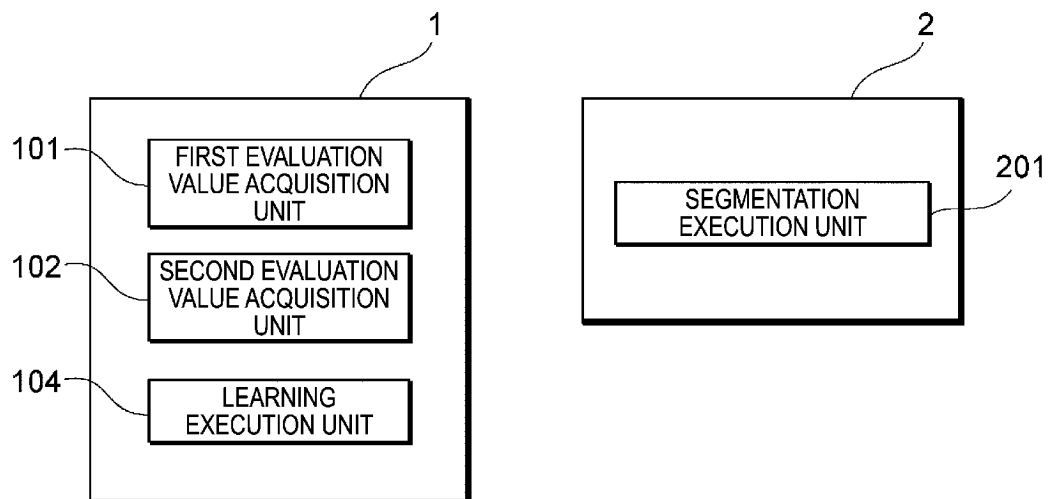 1
101
FIRST EVALUATION
VALUE ACQUISITION
UNIT
102
SECOND EVALUATION
VALUE ACQUISITION
UNIT
104
LEARNING
EXECUTION UNIT
2
201
SEGMENTATION
EXECUTION UNIT